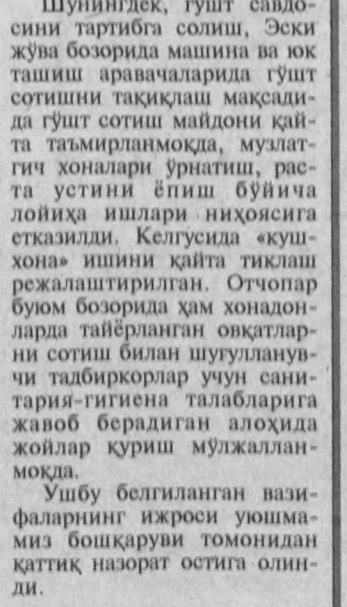 Шунингдек, гўшт савдо-
сини тартибга солиш, Эски
жўва бозорида машина ва юк
ташиш аравачаларида гўшт
сотишни тақиқлаш мақсади-
да гўшт сотиш майдони қай-
та таъмирланмоқда, музлат-
гич хоналари ўрнатиш, рас-
та устини ёпиш бўйича
лойиҳа ишлари ниҳоясига
етказилди. Келгусида «куш-
хона» ишини қайта тиклаш
режалаштирилган. Отчопар
буюм бозорида ҳам хонадон-
ларда тайёрланган овқатлар-
ни сотиш билан шуғулланув-
чи тадбиркорлар учун сани-
тария-гигиена талабларига
жавоб берадиган алоҳида
жойлар қуриш мўлжаллан-
моқда.
Ушбу белгиланган вази-
фаларнинг ижроси уюшма-
миз бошқаруви томонидан
қаттиқ назорат остига олин-
ди.